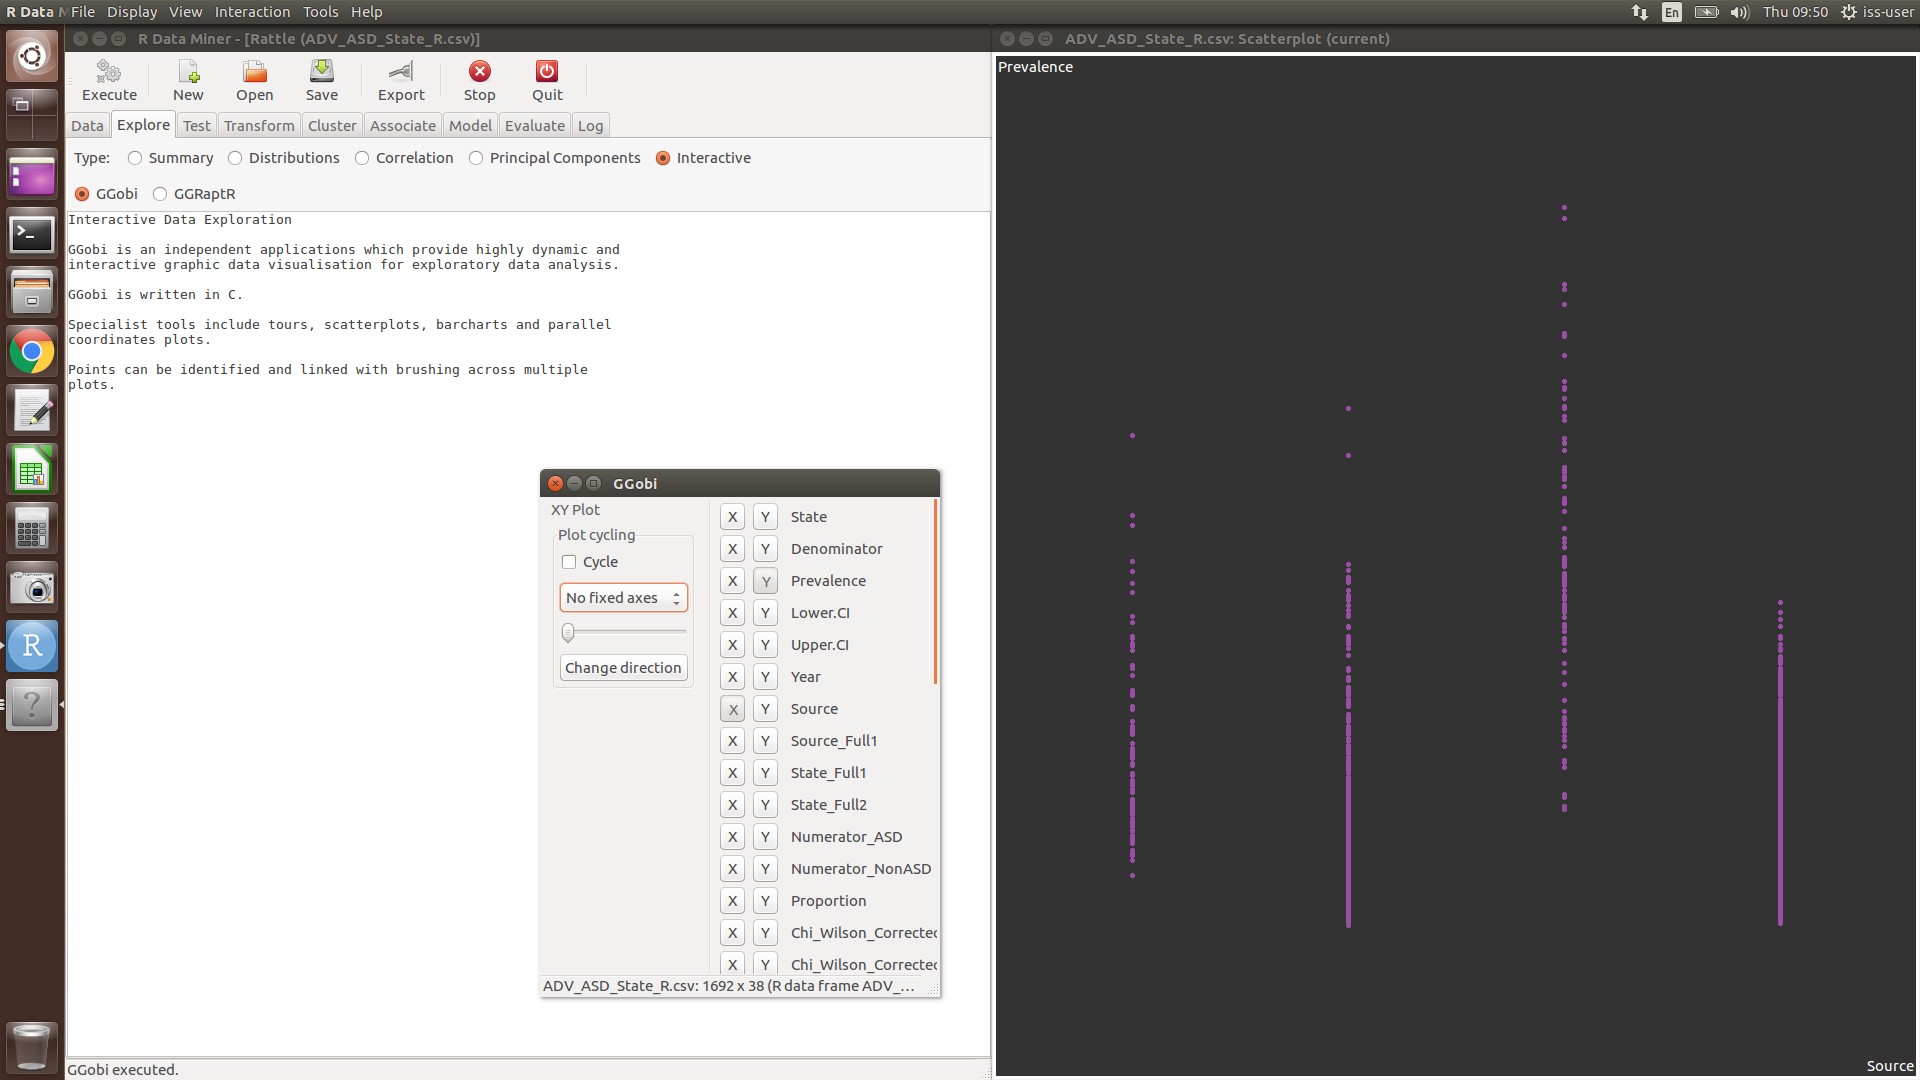 R Data M File Display View Interaction Tools Help
En Thu 09:50 iss-user
R Data Miner - [Rattle (ADV_ASD_State_R.csv)]
Execute New Open Save Export Stop Quit
Data Explore Test Transform Cluster Associate Model Evaluate Log
Type: Summary Distributions Correlation Principal Components Interactive
GGobi GGRaptR
Interactive Data Exploration
GGobi is an independent applications which provide highly dynamic and
interactive graphic data visualisation for exploratory data analysis.
GGobi is written in C.
Specialist tools include tours, scatterplots, barcharts and parallel
coordinates plots.
Points can be identified and linked with brushing across multiple
plots.
GGobi
XY Plot
Plot cycling
Cycle
No fixed axes
Change direction
X Y State
X Y Denominator
X Y Prevalence
X Y Lower.CI
X Y Upper.CI
X Y Year
X Y Source
X Y Source_Full1
X Y State_Full1
X Y State_Full2
X Y Numerator_ASD
X Y Numerator_NonASD
X Y Proportion
X Y Chi_Wilson_Corrected
X Y Chi_Wilson_Corrected
ADV_ASD_State_R.csv: 1692 x 38 (R data frame ADV_...
GGobi executed.
ADV_ASD_State_R.csv: Scatterplot (current)
Prevalence
Source